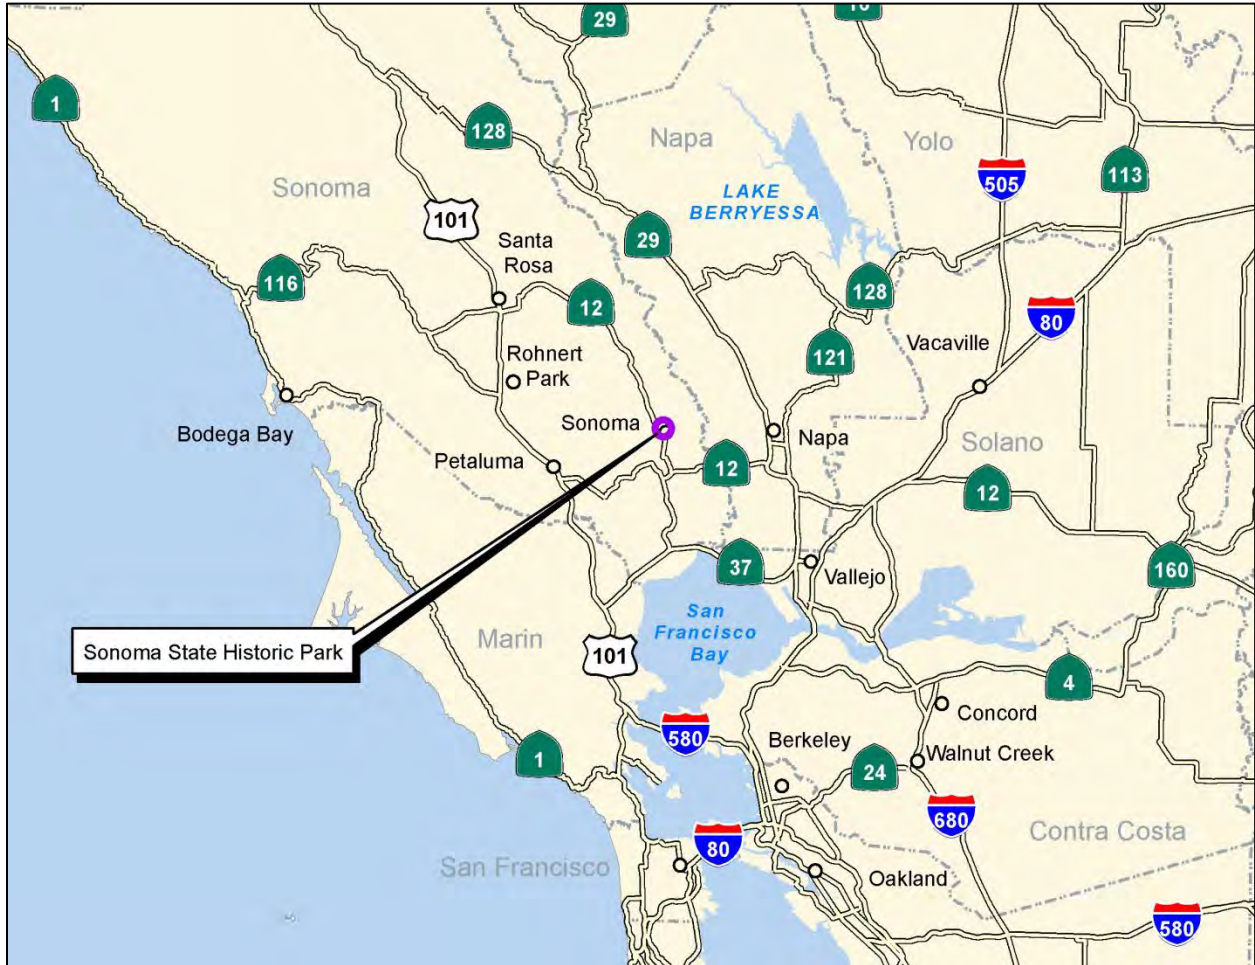 29
16
1
128
Napa
Yolo
505
113
Sonoma
LAKE
BERRYESSA
101
29
Santa
Rosa
116
12
128
80
Rohnert
Park
121
Vacaville
Bodega Bay
Sonoma
Napa
Solano
Petaluma
12
12
37
Vallejo
160
San
Francisco
Bay
Sonoma State Historic Park
Marin
101
4
Concord
580
Berkeley
Walnut Creek
1
24
680
Contra Costa
80
San Francisco
Oakland
580